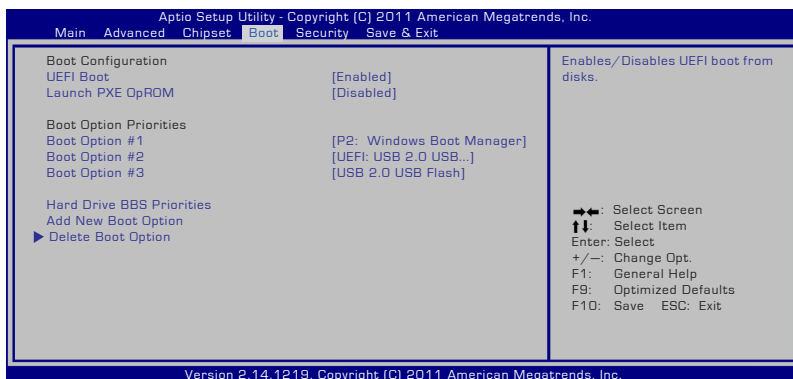 Aptio Setup Utility - Copyright (C) 2011 American Megatrends, Inc.
Main Advanced Chipset Boot Security Save & Exit
Boot Configuration
UEFI Boot [Enabled]
Launch PXE OpROM [Disabled]
Boot Option Priorities
Boot Option #1 [P2: Windows Boot Manager]
Boot Option #2 [UEFI: USB 2.0 USB...]
Boot Option #3 [USB 2.0 USB Flash]
Hard Drive BBS Priorities
Add New Boot Option
Delete Boot Option
Enables/Disables UEFI boot from
disks.
→←: Select Screen
↑↓: Select Item
Enter: Select
+/—: Change Opt.
F1: General Help
F9: Optimized Defaults
F10: Save ESC: Exit
Version 2.14.1219. Copyright (C) 2011 American Megatrends, Inc.